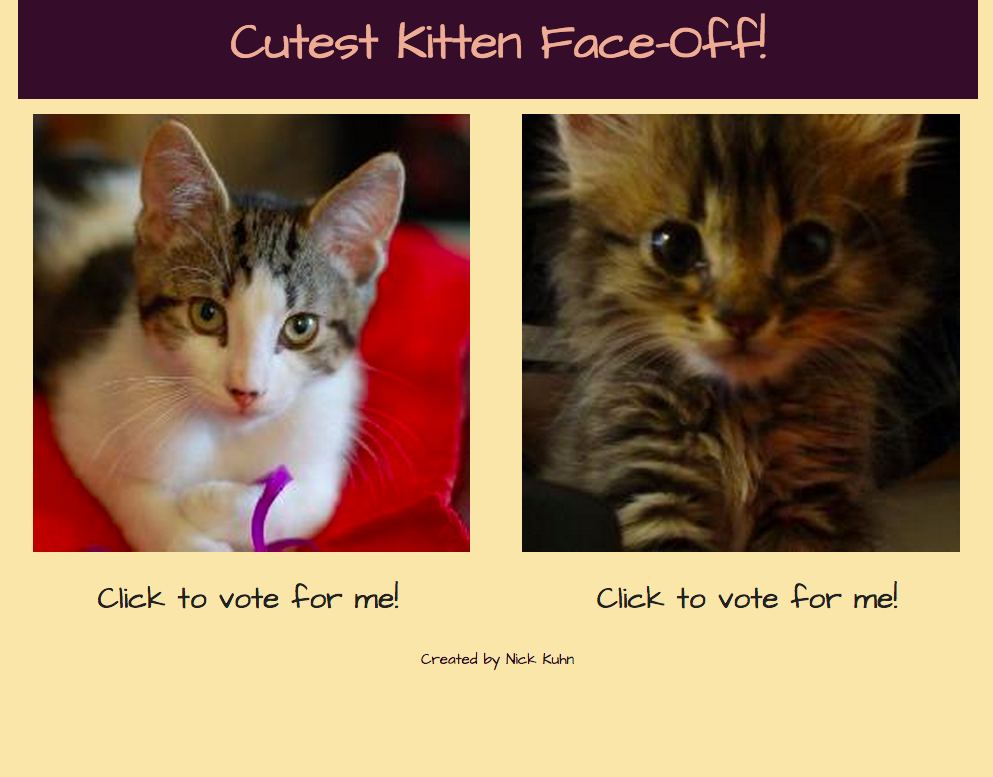 Cutest Kitten Face-Off!
Click to vote for me!
Click to vote for me!
Created by Nick Kuhn